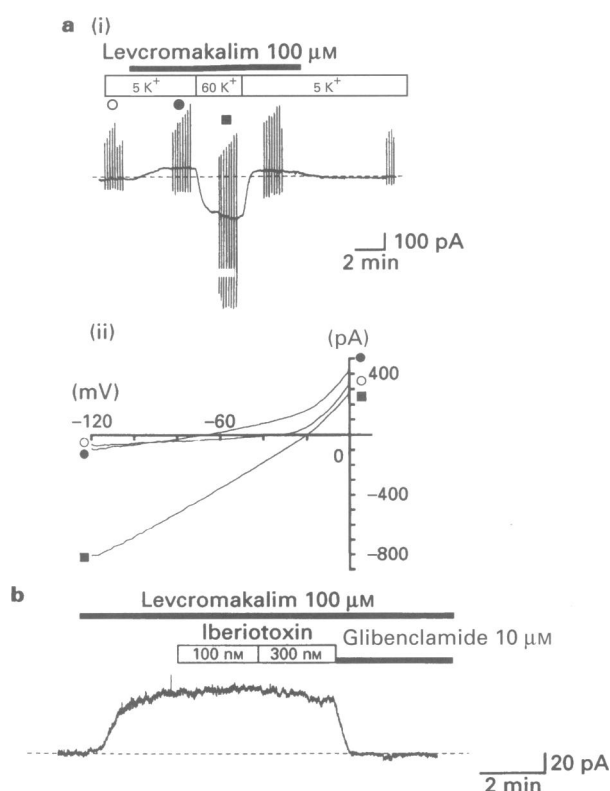 a (i)
Levcromakalim 100 μM
5 K+ 60 K+ 5 K+
100 pA
2 min
(ii)
(pA)
(mV)
400
−120 −60
0
−400
−800
b
Levcromakalim 100 μM
Iberiotoxin
Glibenclamide 10 μM
100 nM 300 nM
20 pA
2 min